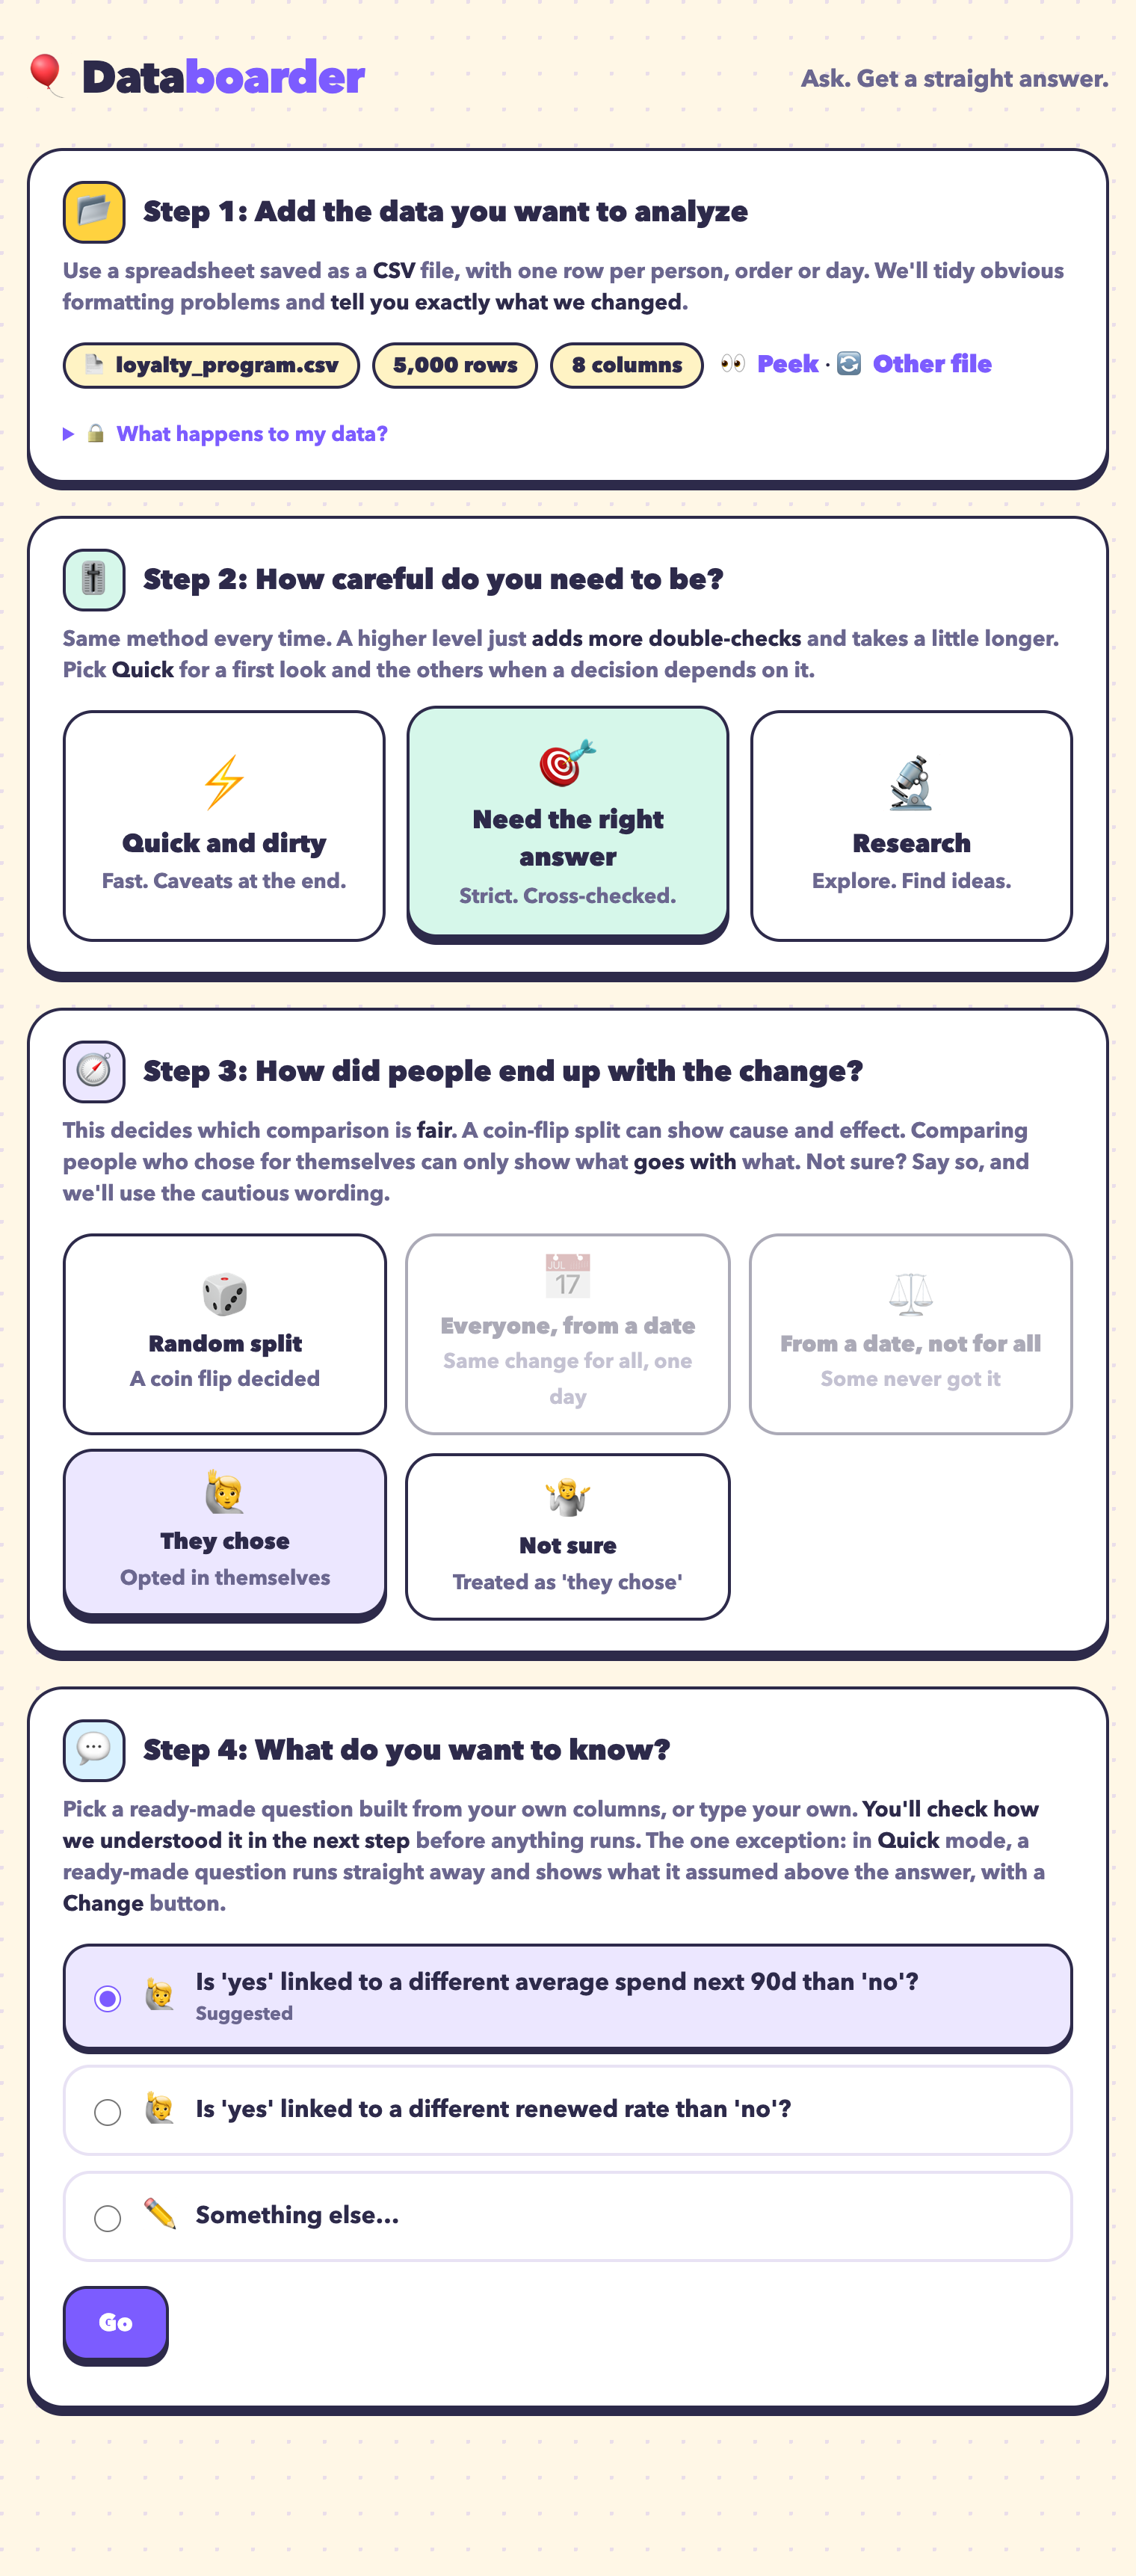 Databoarder
Ask. Get a straight answer.
Step 1: Add the data you want to analyze
Use a spreadsheet saved as a CSV file, with one row per person, order or day. We'll tidy obvious
formatting problems and tell you exactly what we changed.
loyalty_program.csv 5,000 rows 8 columns Peek · Other file
What happens to my data?
Step 2: How careful do you need to be?
Same method every time. A higher level just adds more double-checks and takes a little longer.
Pick Quick for a first look and the others when a decision depends on it.
Quick and dirty
Fast. Caveats at the end.
Need the right
answer
Strict. Cross-checked.
Research
Explore. Find ideas.
Step 3: How did people end up with the change?
This decides which comparison is fair. A coin-flip split can show cause and effect. Comparing
people who chose for themselves can only show what goes with what. Not sure? Say so, and
we'll use the cautious wording.
Random split
A coin flip decided
JUL
17
Everyone, from a date
Same change for all, one
day
From a date, not for all
Some never got it
They chose
Opted in themselves
Not sure
Treated as 'they chose'
Step 4: What do you want to know?
Pick a ready-made question built from your own columns, or type your own. You'll check how
we understood it in the next step before anything runs. The one exception: in Quick mode, a
ready-made question runs straight away and shows what it assumed above the answer, with a
Change button.
Is 'yes' linked to a different average spend next 90d than 'no'?
Suggested
Is 'yes' linked to a different renewed rate than 'no'?
Something else...
Go